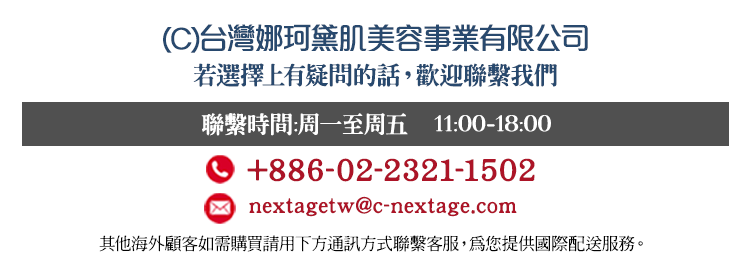 (C)台灣娜珂黛肌美容事業有限公司
若選擇上有疑問的話，歡迎聯繫我們
聯繫時間:周一至周五 11:00-18:00
+886-02-2321-1502
nextagetw@c-nextage.com
其他海外顧客如需購買請用下方通訊方式聯繫客服，為您提供國際配送服務。